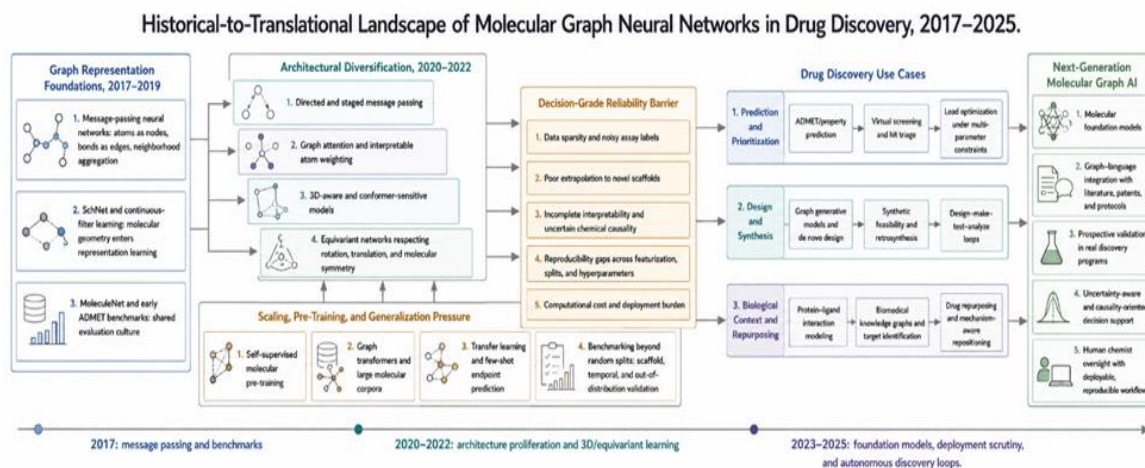 Historical-to-Translational Landscape of Molecular Graph Neural Networks in Drug Discovery, 2017–2025.
Graph Representation
Foundations, 2017–2019
1. Message-passing neural
networks: atoms as nodes,
bonds as edges, neighborhood
aggregation
2. SchNet and continuous-
filter learning: molecular
geometry enters
representation learning
3. MoleculeNet and early
ADMET benchmarks: shared
evaluation culture
Architectural Diversification, 2020–2022
1. Directed and staged message passing
2. Graph attention and interpretable
atom weighting
3. 3D-aware and conformer-sensitive
models
4. Equivariant networks respecting
rotation, translation, and molecular
symmetry
Scaling, Pre-Training, and Generalization Pressure
1. Self-supervised
molecular
pre-training
2. Graph
transformers and
large molecular
corpora
3. Transfer learning
and few-shot
endpoint
prediction
4. Benchmarking beyond
random splits: scaffold,
temporal, and out-of-
distribution validation
Decision-Grade Reliability Barrier
1. Data sparsity and noisy assay labels
2. Poor extrapolation to novel scaffolds
3. Incomplete interpretability and
uncertain chemical causality
4. Reproducibility gaps across featurization,
splits, and hyperparameters
5. Computational cost and deployment burden
Drug Discovery Use Cases
1. Prediction
and
Prioritization
ADMET/property
prediction
Virtual screening
and hit triage
Lead optimization
under multi-
parameter
constraints
2. Design
and
Synthesis
Graph generative
models and
de novo design
Synthetic
feasibility and
retrosynthesis
Design-make-
test-analyze
loops
3. Biological
Context and
Repurposing
Protein-ligand
interaction
modeling
Biomedical
knowledge graphs and
target identification
Drug repurposing
and mechanism-
aware
repositioning
Next-Generation
Molecular Graph AI
1. Molecular
foundation models
2. Graph-language
integration with
literature, patents,
and protocols
3. Prospective validation
in real discovery
programs
4. Uncertainty-aware
and causality-oriented
decision support
5. Human chemist
oversight with
deployable,
reproducible workflow
2017: message passing and benchmarks
2020–2022: architecture proliferation and 3D/equivariant learning
2023–2025: foundation models, deployment scrutiny,
and autonomous discovery loops.